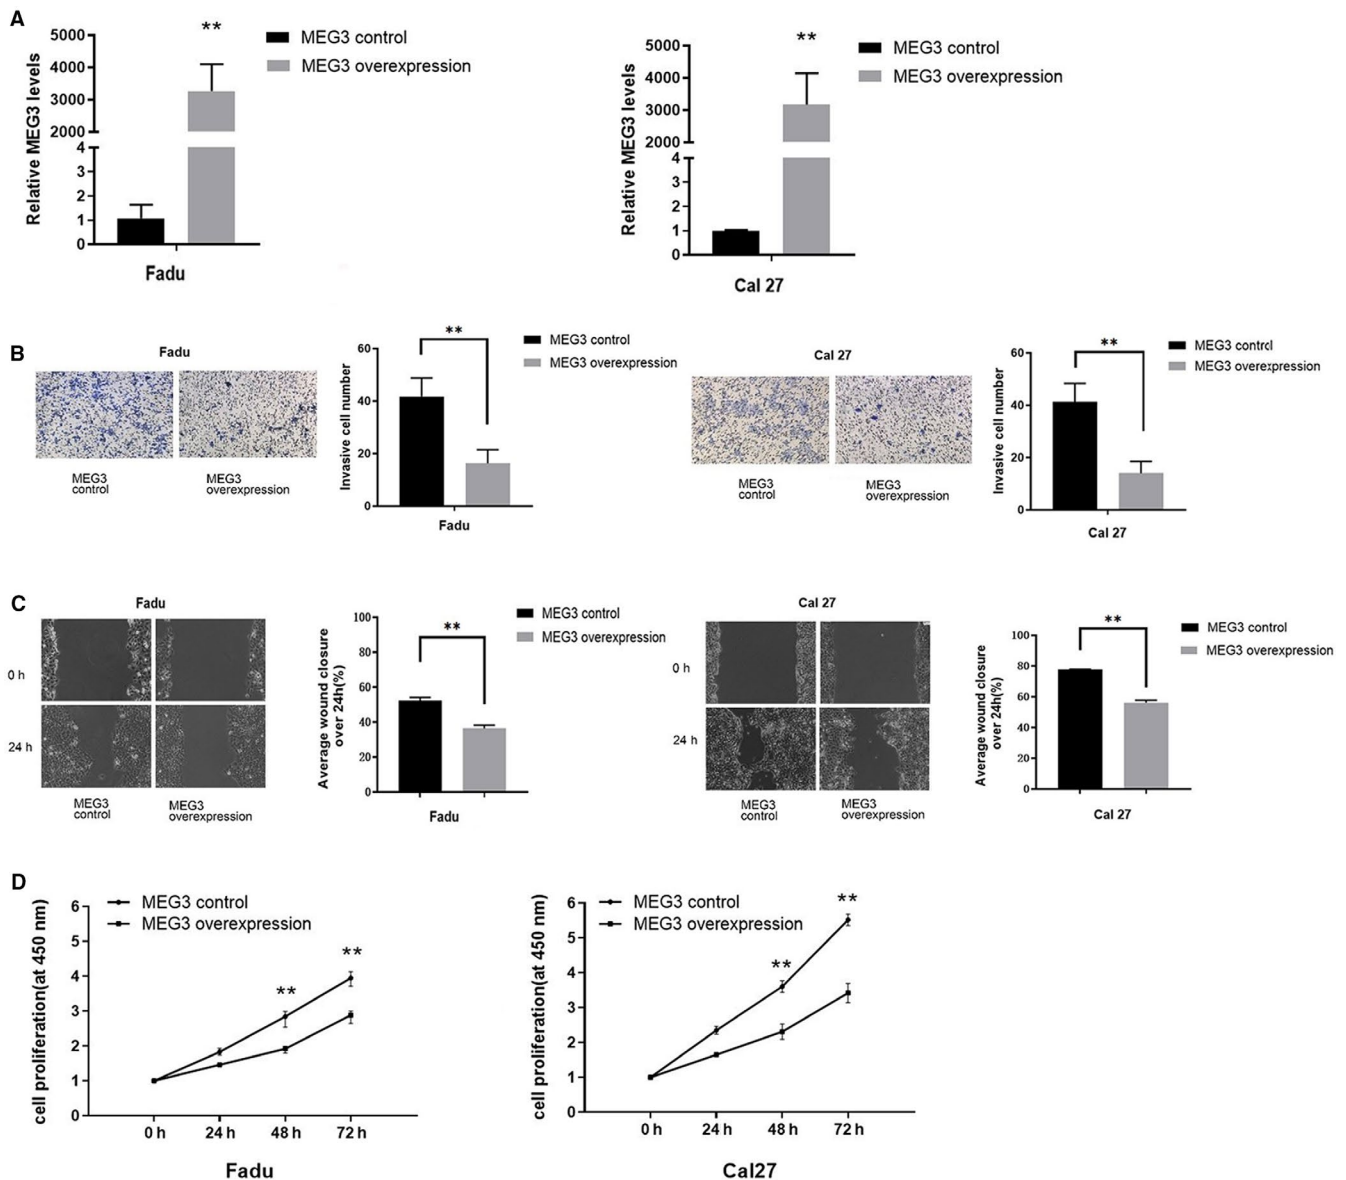 A
**
MEG3 control
MEG3 overexpression
Relative MEG3 levels
5000
4000
3000
2000
4
3
2
1
0
Fadu
**
MEG3 control
MEG3 overexpression
Relative MEG3 levels
5000
4000
3000
2000
4
3
2
1
0
Cal 27
B
Fadu
MEG3
control
MEG3
overexpression
**
MEG3 control
MEG3 overexpression
Invasive cell number
60
40
20
0
Fadu
Cal 27
MEG3
control
MEG3
overexpression
**
MEG3 control
MEG3 overexpression
Invasive cell number
60
40
20
0
Cal 27
C
Fadu
0 h
24 h
MEG3
control
MEG3
overexpression
**
MEG3 control
MEG3 overexpression
Average wound closure
over 24h(%)
100
80
60
40
20
0
Fadu
Cal 27
0 h
24 h
MEG3
control
MEG3
overexpression
**
MEG3 control
MEG3 overexpression
Average wound closure
over 24h(%)
100
80
60
40
20
0
Cal 27
D
MEG3 control
MEG3 overexpression
cell proliferation(at 450 nm)
6
5
4
3
2
1
0
**
**
0 h 24 h 48 h 72 h
Fadu
MEG3 control
MEG3 overexpression
cell proliferation(at 450 nm)
6
5
4
3
2
1
0
**
**
0 h 24 h 48 h 72 h
Cal27